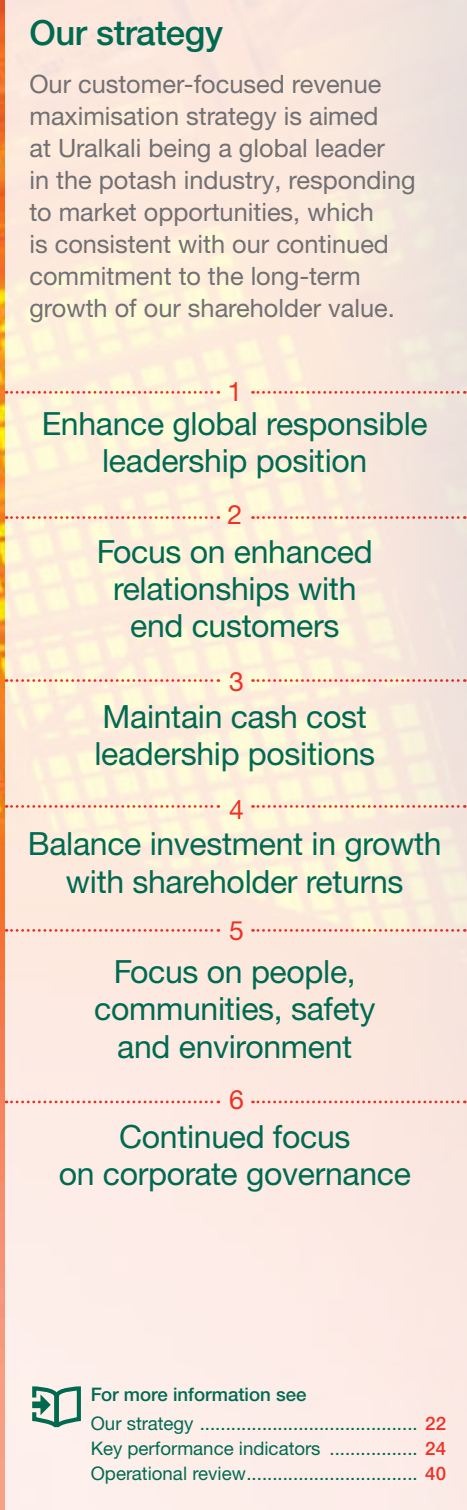 Our strategy
Our customer-focused revenue
maximisation strategy is aimed
at Uralkali being a global leader
in the potash industry, responding
to market opportunities, which
is consistent with our continued
commitment to the long-term
growth of our shareholder value.
1
Enhance global responsible
leadership position
2
Focus on enhanced
relationships with
end customers
3
Maintain cash cost
leadership positions
4
Balance investment in growth
with shareholder returns
5
Focus on people,
communities, safety
and environment
6
Continued focus
on corporate governance
For more information see
Our strategy ...................................... 22
Key performance indicators ................. 24
Operational review................................. 40